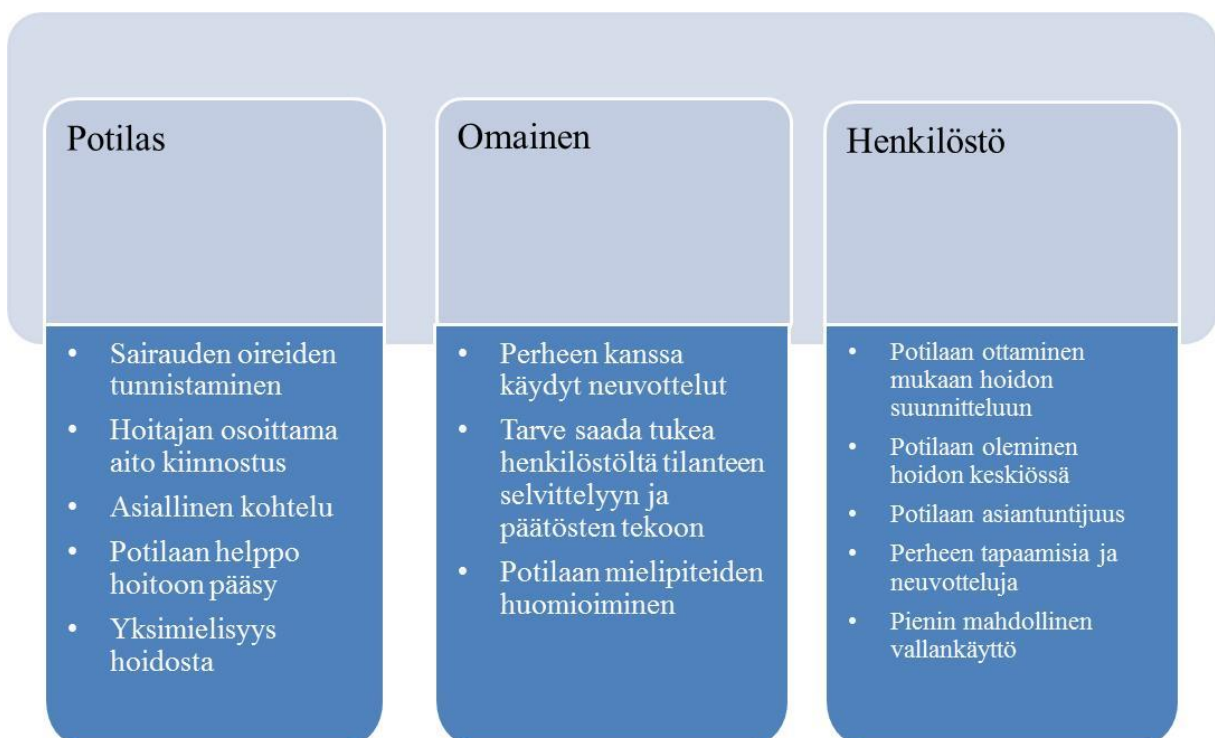 Potilas
• Sairauden oireiden
tunnistaminen
• Hoitajan osoittama
aito kiinnostus
• Asiallinen kohtelu
• Potilaan helppo
hoitoon pääsy
• Yksimielisyys
hoidosta
Omainen
• Perheen kanssa
käydyt neuvottelut
• Tarve saada tukea
henkilöstöltä tilanteen
selvittelyyn ja
päätösten tekoon
• Potilaan mielipiteiden
huomioiminen
Henkilöstö
• Potilaan ottaminen
mukaan hoidon
suunnitteluun
• Potilaan oleminen
hoidon keskiössä
• Potilaan asiantuntijuus
• Perheen tapaamisia ja
neuvotteluja
• Pienin mahdollinen
vallankäyttö